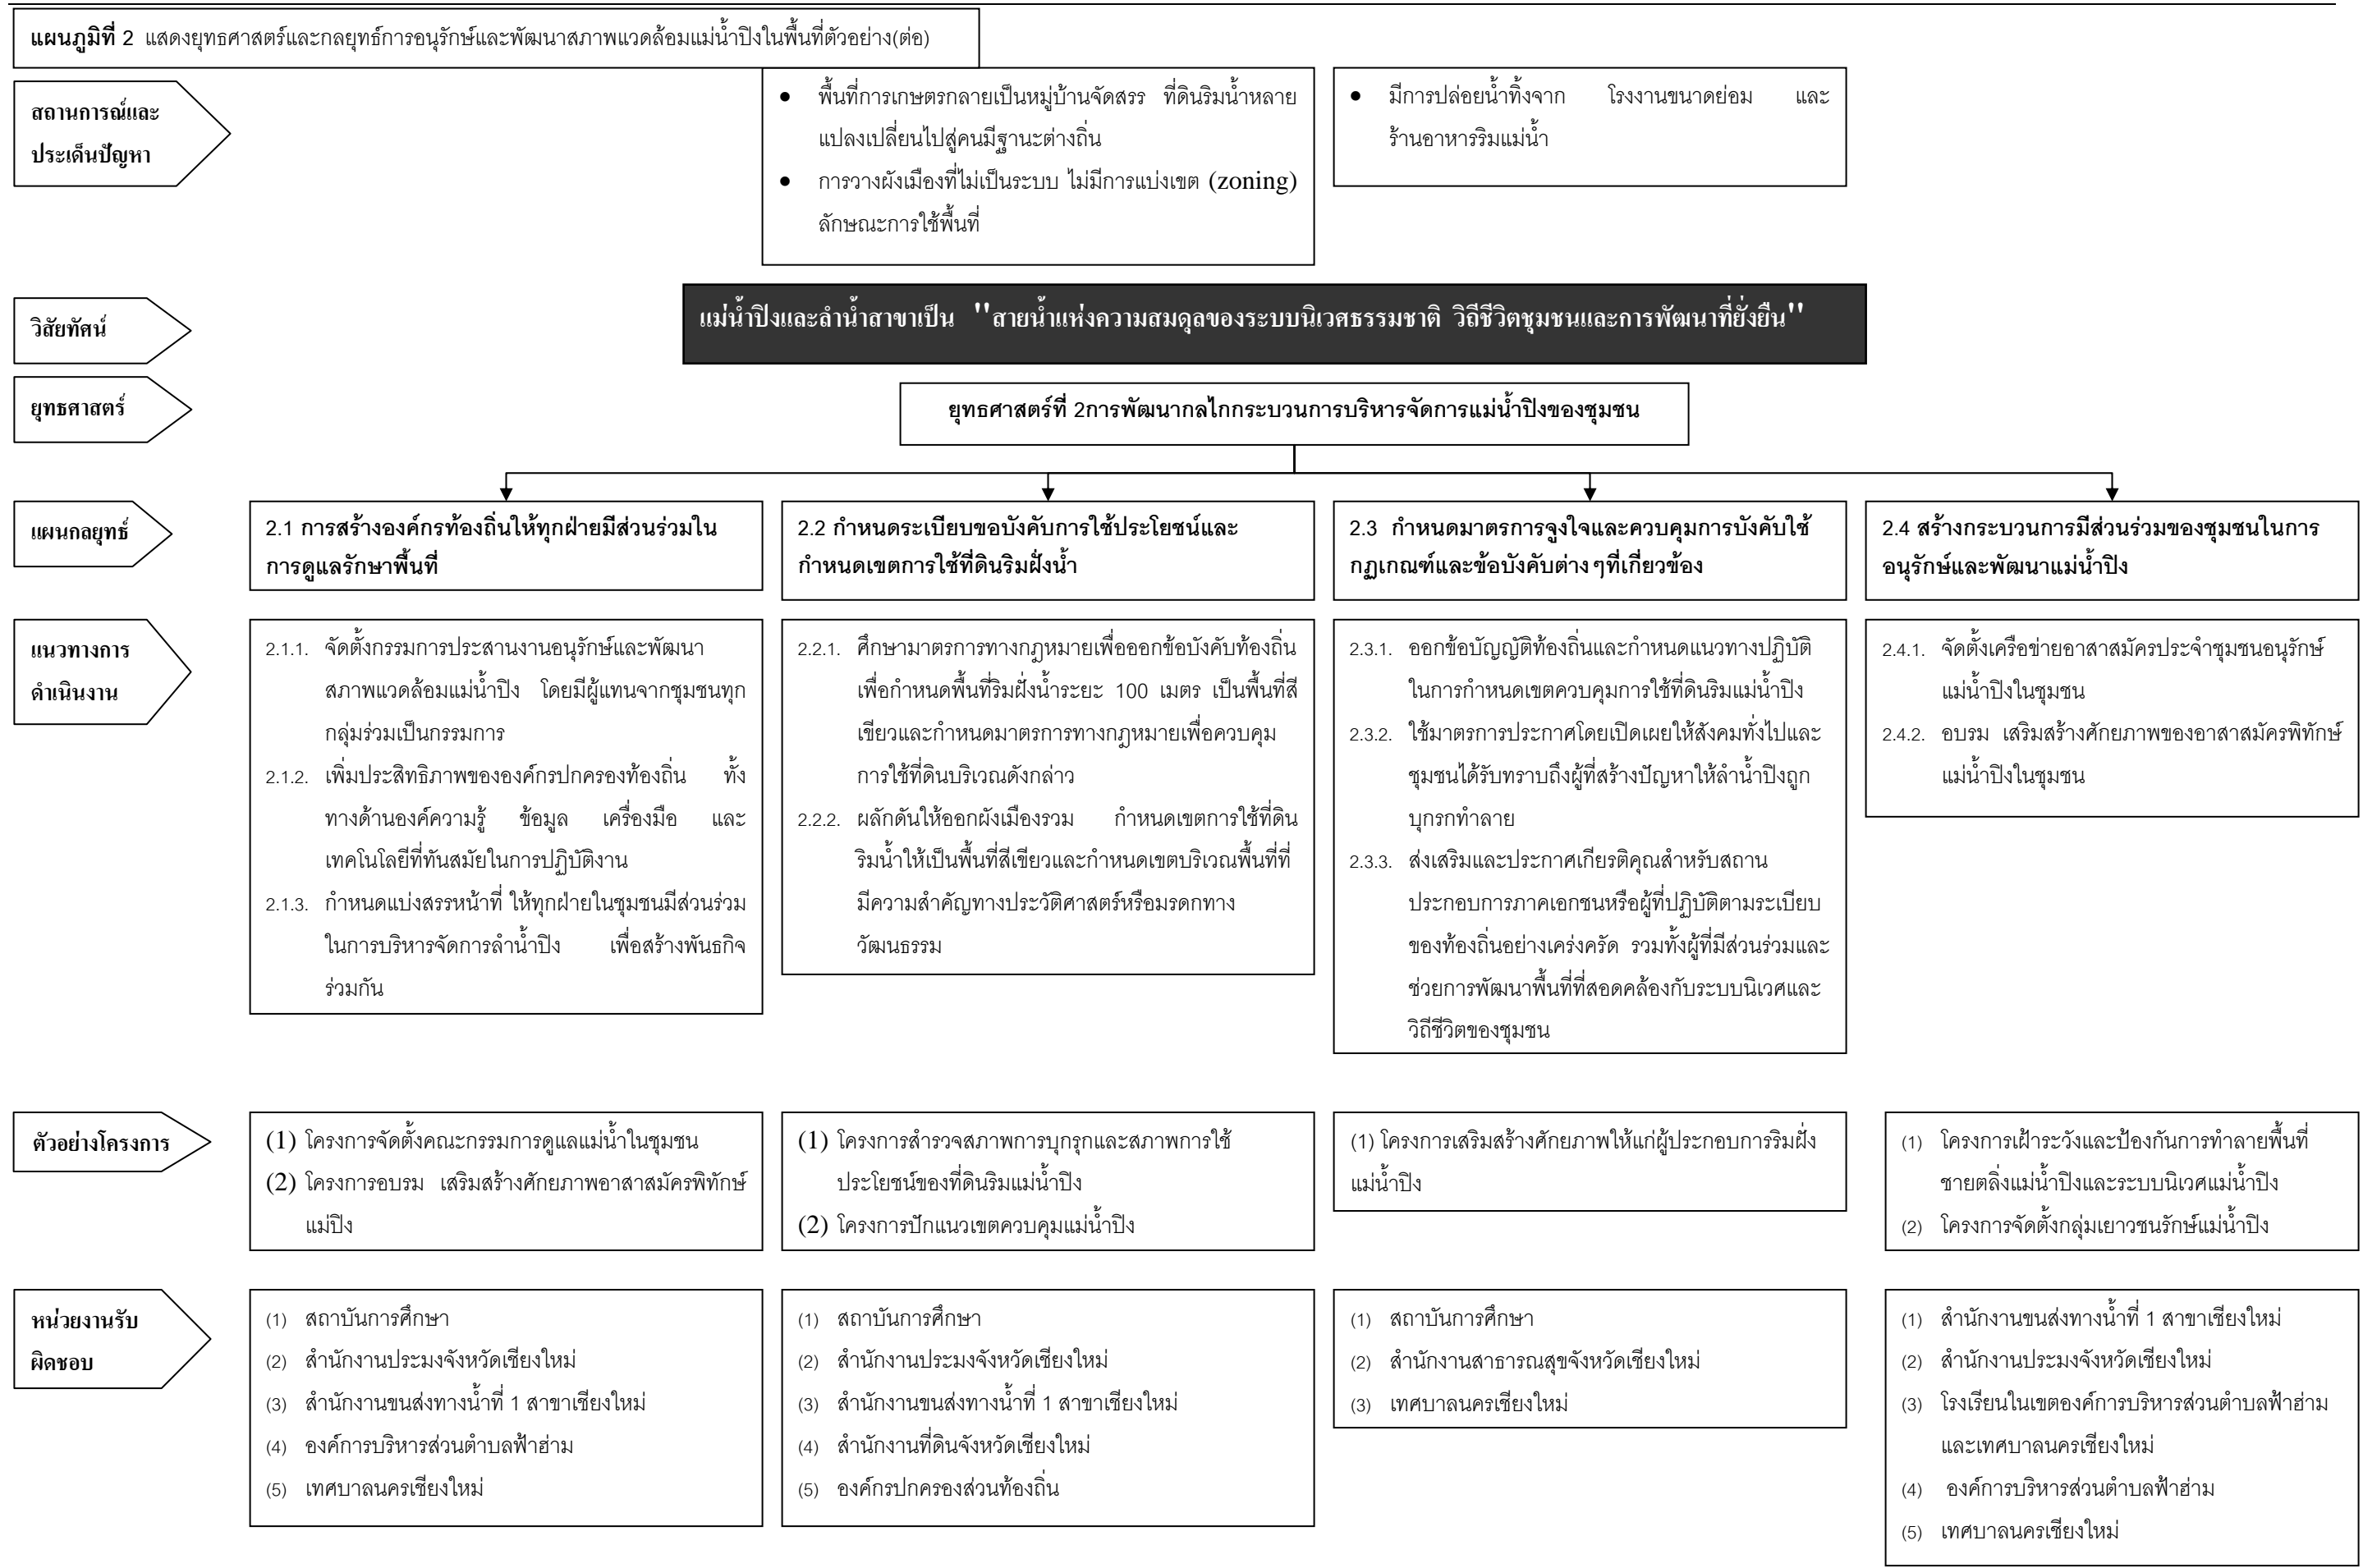 แผนภูมิที่ 2 แสดงยุทธศาสตร์และกลยุทธ์การอนุรักษ์และพัฒนาสภาพแวดล้อมแม่น้ำปิงในพื้นที่ตัวอย่าง(ต่อ)
สถานการณ์และ
ประเด็นปัญหา
• พื้นที่การเกษตรกลายเป็นหมู่บ้านจัดสรร ที่ดินริมน้ำหลาย
แปลงเปลี่ยนไปสู่คนมีฐานะต่างถิ่น
• การวางผังเมืองที่ไม่เป็นระบบ ไม่มีการแบ่งเขต (zoning)
ลักษณะการใช้พื้นที่
• มีการปล่อยน้ำทิ้งจาก โรงงานขนาดย่อม และ
ร้านอาหารริมแม่น้ำ
วิสัยทัศน์
แม่น้ำปิงและลำน้ำสาขาเป็น "สายน้ำแห่งความสมดุลของระบบนิเวศธรรมชาติ วิถีชีวิตชุมชนและการพัฒนาที่ยั่งยืน"
ยุทธศาสตร์
ยุทธศาสตร์ที่ 2การพัฒนากลไกกระบวนการบริหารจัดการแม่น้ำปิงของชุมชน
แผนกลยุทธ์
2.1 การสร้างองค์กรท้องถิ่นให้ทุกฝ่ายมีส่วนร่วมใน
การดูแลรักษาพื้นที่
2.2 กำหนดระเบียบขอบังคับการใช้ประโยชน์และ
กำหนดเขตการใช้ที่ดินริมฝั่งน้ำ
2.3 กำหนดมาตรการจูงใจและควบคุมการบังคับใช้
กฎเกณฑ์และข้อบังคับต่าง ๆที่เกี่ยวข้อง
2.4 สร้างกระบวนการมีส่วนร่วมของชุมชนในการ
อนุรักษ์และพัฒนาแม่น้ำปิง
แนวทางการ
ดำเนินงาน
2.1.1. จัดตั้งกรรมการประสานงานอนุรักษ์และพัฒนา
สภาพแวดล้อมแม่น้ำปิง โดยมีผู้แทนจากชุมชนทุก
กลุ่มร่วมเป็นกรรมการ
2.1.2. เพิ่มประสิทธิภาพขององค์กรปกครองท้องถิ่น ทั้ง
ทางด้านองค์ความรู้ ข้อมูล เครื่องมือ และ
เทคโนโลยีที่ทันสมัยในการปฏิบัติงาน
2.1.3. กำหนดแบ่งสรรหน้าที่ ให้ทุกฝ่ายในชุมชนมีส่วนร่วม
ในการบริหารจัดการลำน้ำปิง เพื่อสร้างพันธกิจ
ร่วมกัน
2.2.1. ศึกษามาตรการทางกฎหมายเพื่อออกข้อบังคับท้องถิ่น
เพื่อกำหนดพื้นที่ริมฝั่งน้ำระยะ 100 เมตร เป็นพื้นที่สี
เขียวและกำหนดมาตรการทางกฎหมายเพื่อควบคุม
การใช้ที่ดินบริเวณดังกล่าว
2.2.2. ผลักดันให้ออกผังเมืองรวม กำหนดเขตการใช้ที่ดิน
ริมน้ำให้เป็นพื้นที่สีเขียวและกำหนดเขตบริเวณพื้นที่ที่
มีความสำคัญทางประวัติศาสตร์หรือมรดกทาง
วัฒนธรรม
2.3.1. ออกข้อบัญญัติท้องถิ่นและกำหนดแนวทางปฏิบัติ
ในการกำหนดเขตควบคุมการใช้ที่ดินริมแม่น้ำปิง
2.3.2. ใช้มาตรการประกาศโดยเปิดเผยให้สังคมทั่งไปและ
ชุมชนได้รับทราบถึงผู้ที่สร้างปัญหาให้ลำน้ำปิงถูก
บุกรกทำลาย
2.3.3. ส่งเสริมและประกาศเกียรติคุณสำหรับสถาน
ประกอบการภาคเอกชนหรือผู้ที่ปฏิบัติตามระเบียบ
ของท้องถิ่นอย่างเคร่งครัด รวมทั้งผู้ที่มีส่วนร่วมและ
ช่วยการพัฒนาพื้นที่ที่สอดคล้องกับระบบนิเวศและ
วิถีชีวิตของชุมชน
2.4.1. จัดตั้งเครือข่ายอาสาสมัครประจำชุมชนอนุรักษ์
แม่น้ำปิงในชุมชน
2.4.2. อบรม เสริมสร้างศักยภาพของอาสาสมัครพิทักษ์
แม่น้ำปิงในชุมชน
ตัวอย่างโครงการ
(1) โครงการจัดตั้งคณะกรรมการดูแลแม่น้ำในชุมชน
(2) โครงการอบรม เสริมสร้างศักยภาพอาสาสมัครพิทักษ์
แม่ปิง
(1) โครงการสำรวจสภาพการบุกรุกและสภาพการใช้
ประโยชน์ของที่ดินริมแม่น้ำปิง
(2) โครงการปักแนวเขตควบคุมแม่น้ำปิง
(1) โครงการเสริมสร้างศักยภาพให้แก่ผู้ประกอบการริมฝั่ง
แม่น้ำปิง
(1) โครงการเฝ้าระวังและป้องกันการทำลายพื้นที่
ชายตลิ่งแม่น้ำปิงและระบบนิเวศแม่น้ำปิง
(2) โครงการจัดตั้งกลุ่มเยาวชนรักษ์แม่น้ำปิง
หน่วยงานรับ
ผิดชอบ
(1) สถาบันการศึกษา
(2) สำนักงานประมงจังหวัดเชียงใหม่
(3) สำนักงานขนส่งทางน้ำที่ 1 สาขาเชียงใหม่
(4) องค์การบริหารส่วนตำบลฟ้าฮ่าม
(5) เทศบาลนครเชียงใหม่
(1) สถาบันการศึกษา
(2) สำนักงานประมงจังหวัดเชียงใหม่
(3) สำนักงานขนส่งทางน้ำที่ 1 สาขาเชียงใหม่
(4) สำนักงานที่ดินจังหวัดเชียงใหม่
(5) องค์กรปกครองส่วนท้องถิ่น
(1) สถาบันการศึกษา
(2) สำนักงานสาธารณสุขจังหวัดเชียงใหม่
(3) เทศบาลนครเชียงใหม่
(1) สำนักงานขนส่งทางน้ำที่ 1 สาขาเชียงใหม่
(2) สำนักงานประมงจังหวัดเชียงใหม่
(3) โรงเรียนในเขตองค์การบริหารส่วนตำบลฟ้าฮ่าม
และเทศบาลนครเชียงใหม่
(4) องค์การบริหารส่วนตำบลฟ้าฮ่าม
(5) เทศบาลนครเชียงใหม่